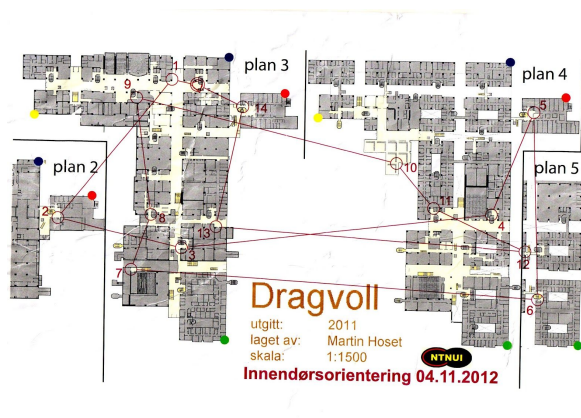 plan 3
plan 4
plan 2
plan 5
1
9
14
5
10
2
8
11
4
13
3
12
7
6
Dragvoll
utgitt: 2011
laget av: Martin Hoset
skala: 1:1500
NTNUI
Innendørsorientering 04.11.2012